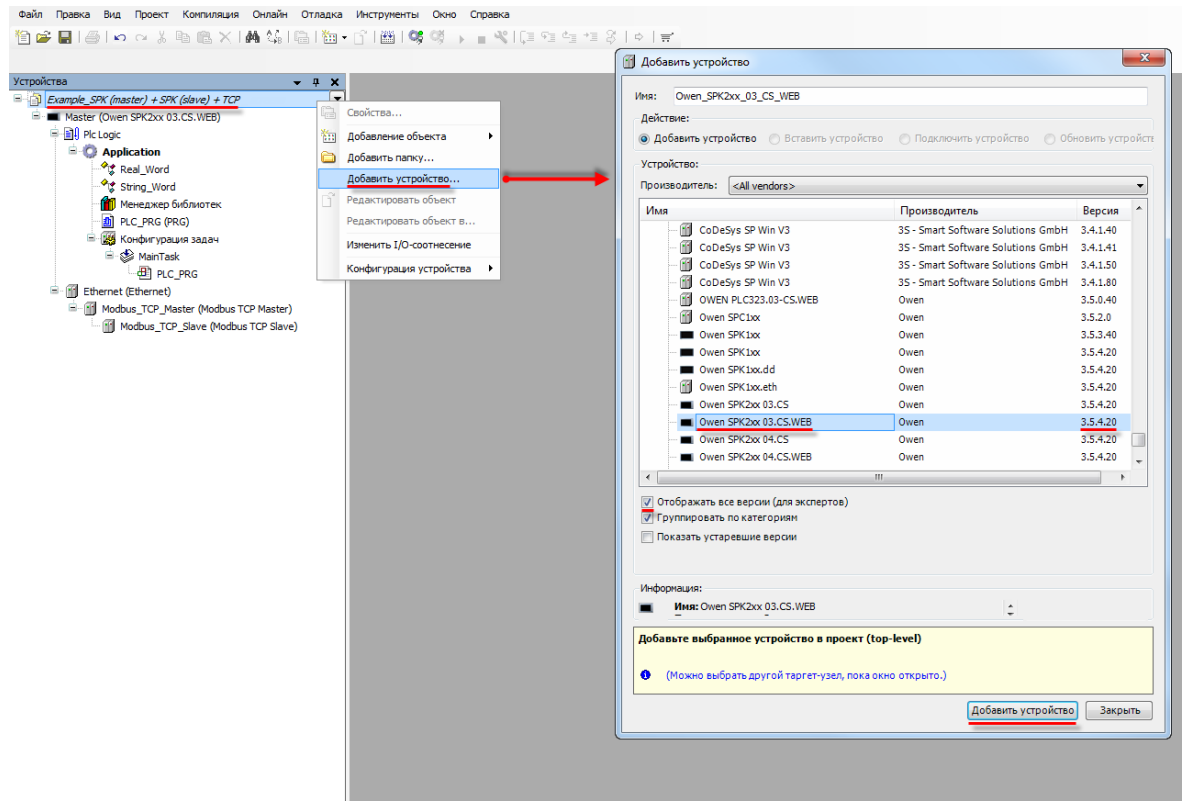 Файл Правка Вид Проект Компиляция Онлайн Отладка Инструменты Окно Справка
Устройства
Example_SPK (master) + SPK (slave) + TCP
Master (Owen SPK2xx 03.CS.WEB)
Plc Logic
Application
Real_Word
String_Word
Менеджер библиотек
PLC_PRG (PRG)
Конфигурация задач
MainTask
PLC_PRG
Ethernet (Ethernet)
Modbus_TCP_Master (Modbus TCP Master)
Modbus_TCP_Slave (Modbus TCP Slave)
Свойства...
Добавление объекта
Добавить папку...
Добавить устройство...
Редактировать объект
Редактировать объект в...
Изменить I/O-соотнесение
Конфигурация устройства
Добавить устройство
Имя: Owen_SPK2xx_03_CS_WEB
Действие:
Добавить устройство Вставить устройство Подключить устройство Обновить устройств
Устройство:
Производитель: <All vendors>
Имя Производитель Версия
CoDeSys SP Win V3 3S - Smart Software Solutions GmbH 3.4.1.40
CoDeSys SP Win V3 3S - Smart Software Solutions GmbH 3.4.1.41
CoDeSys SP Win V3 3S - Smart Software Solutions GmbH 3.4.1.50
CoDeSys SP Win V3 3S - Smart Software Solutions GmbH 3.4.1.80
OWEN PLC323.03-CS.WEB Owen 3.5.0.40
Owen SPC1xx Owen 3.5.2.0
Owen SPK1xx Owen 3.5.3.40
Owen SPK1xx Owen 3.5.4.20
Owen SPK1xx.dd Owen 3.5.4.20
Owen SPK1xx.eth Owen 3.5.4.20
Owen SPK2xx 03.CS Owen 3.5.4.20
Owen SPK2xx 03.CS.WEB Owen 3.5.4.20
Owen SPK2xx 04.CS Owen 3.5.4.20
Owen SPK2xx 04.CS.WEB Owen 3.5.4.20
Отображать все версии (для экспертов)
Группировать по категориям
Показать устаревшие версии
Информация:
Имя: Owen SPK2xx 03.CS.WEB
Добавьте выбранное устройство в проект (top-level)
(Можно выбрать другой таргет-узел, пока окно открыто.)
Добавить устройство Закрыть